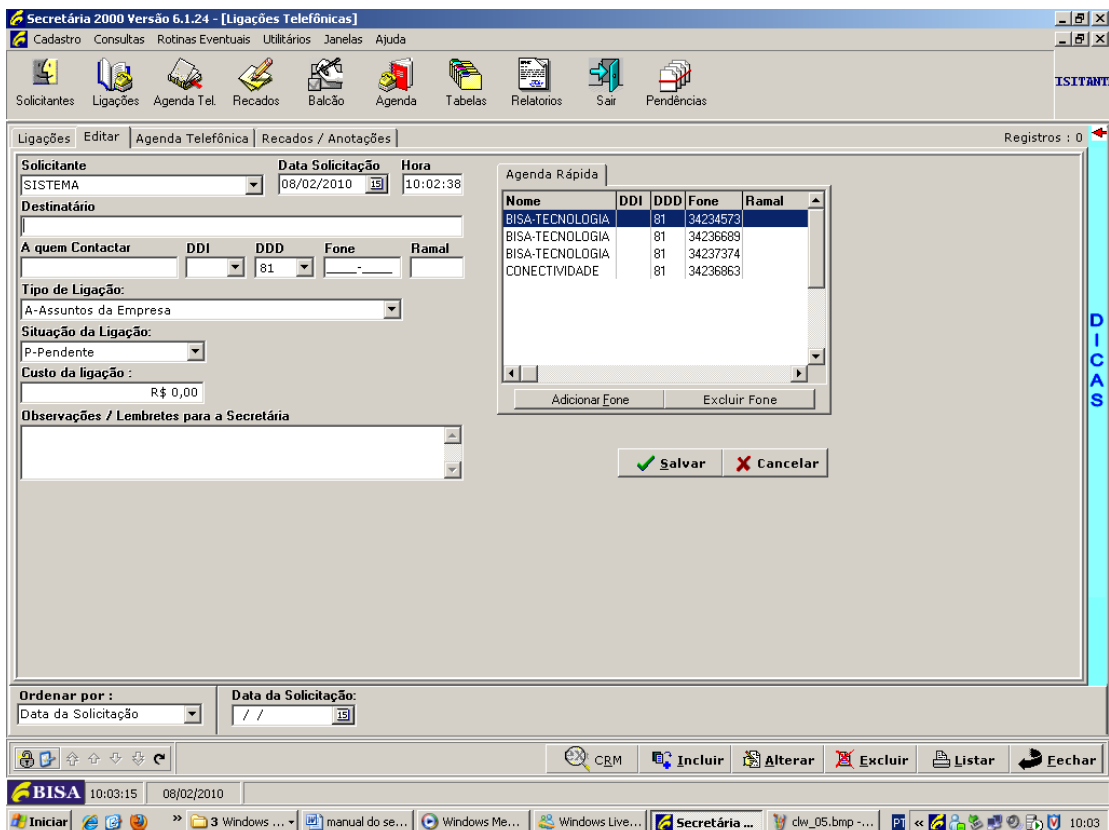 Secretária 2000 Versão 6.1.24 - [Ligações Telefônicas]
Cadastro Consultas Rotinas Eventuais Utilitários Janelas Ajuda
Solicitantes Ligações Agenda Tel. Recados Balcão Agenda Tabelas Relatorios Sair Pendências
ISITANT
Ligações Editar Agenda Telefônica Recados / Anotações Registros : 0
Solicitante Data Solicitação Hora
SISTEMA 08/02/2010 15 10:02:38
Destinatário
A quem Contactar DDI DDD Fone Ramal
81 ____-____
Tipo de Ligação:
A-Assuntos da Empresa
Situação da Ligação:
P-Pendente
Custo da ligação :
R$ 0,00
Observações / Lembretes para a Secretária
Agenda Rápida
Nome DDI DDD Fone Ramal
BISA-TECNOLOGIA 81 34234573
BISA-TECNOLOGIA 81 34236689
BISA-TECNOLOGIA 81 34237374
CONECTIVIDADE 81 34236863
Adicionar Fone Excluir Fone
Salvar Cancelar
DICAS
Ordenar por : Data da Solicitação:
Data da Solicitação / / 15
CRM Incluir Alterar Excluir Listar Fechar
BISA 10:03:15 08/02/2010
Iniciar » 3 Windows ... manual do se... Windows Me... Windows Live... Secretária ... clw_05.bmp -... PT « 10:03